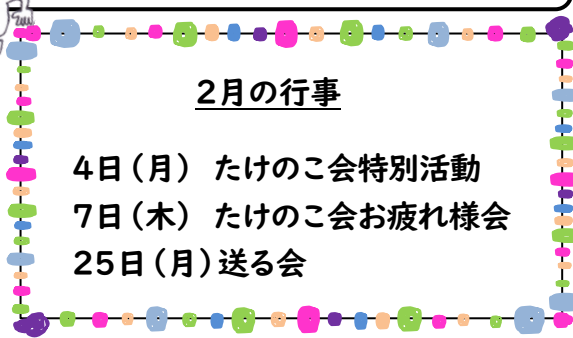 2月の行事
4日（月） たけのこ会特別活動
7日（木） たけのこ会お疲れ様会
25日（月）送る会